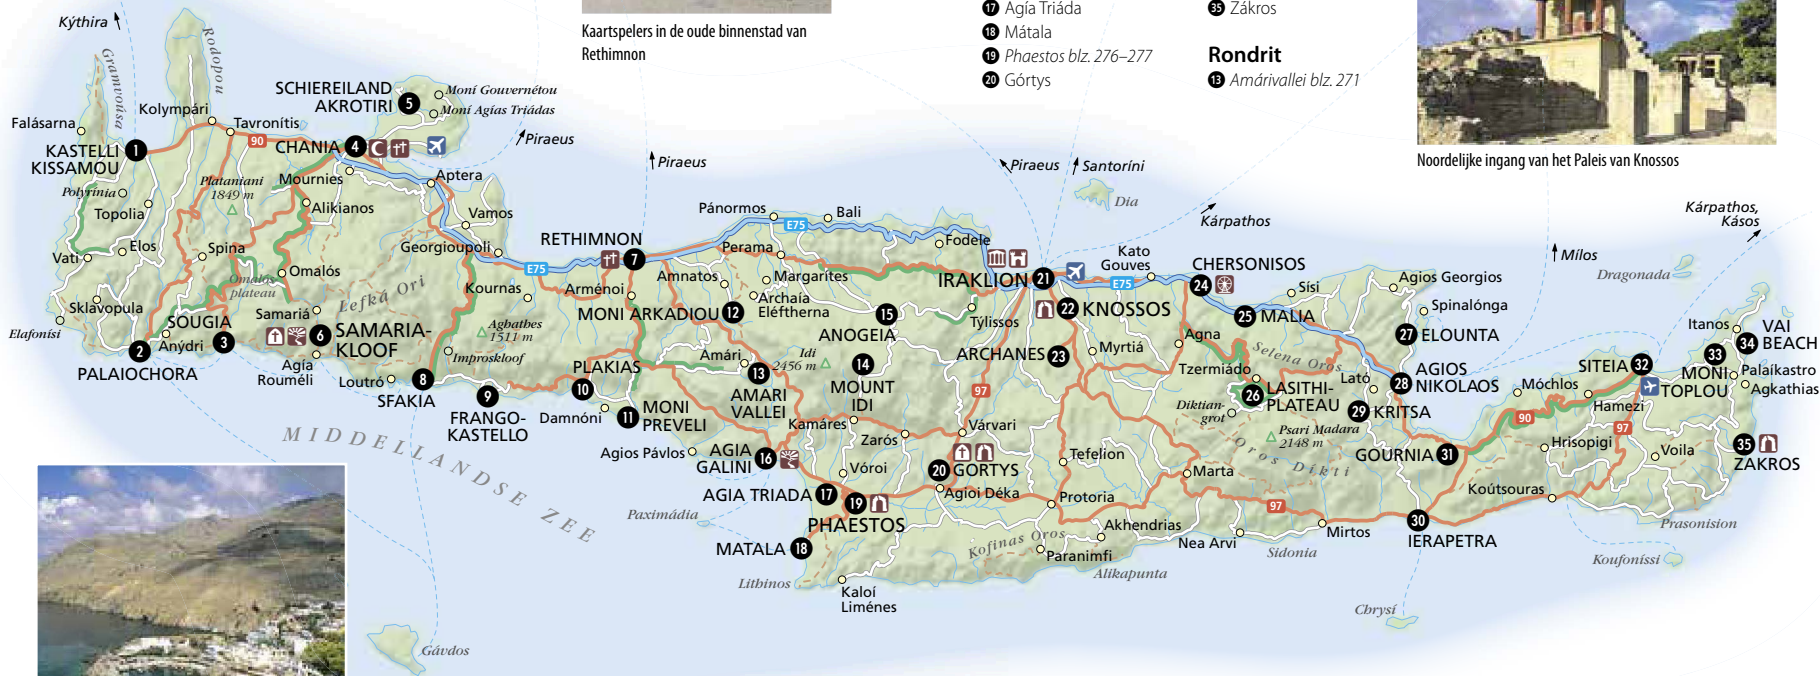 Kaartspelers in de oude binnenstad van
Rethimnon
17 Agía Triáda
18 Mátala
19 Phaestos blz. 276–277
20 Górtys
35 Zákros
Rondrit
13 Amárivallei blz. 271
Noordelijke ingang van het Paleis van Knossos
Kýthira
Gramvoúsa
Rodopou
Falásarna
Kolympári
Tavronítis
90
KASTELLI
KISSAMOU
1
Polyrínia
Topolia
Plataniani
1849 m
Mournies
Alikianos
CHANIA 4
SCHIEREILAND
AKROTIRI 5
Moní Gouvernétou
Moní Agías Triádas
Piraeus
Aptera
Vamos
Georgioupoli
E75
Vati
Elos
Spina
Omalós
Omalos
plateau
Lefká Ori
Sklavopula
Elafonísi
Samariá
SOUGIA
3
Anýdri
2
PALAIOCHORA
6 SAMARIA-
KLOOF
Agía
Rouméli
Loutró
8
SFAKIA
Kournas
Agbathes
1511 m
Improskloof
9
FRANGO-
KASTELLO
PLAKIAS
10
Damnóni
11 MONI
PREVELI
Piraeus
RETHIMNON
7
Arménoi
MONI ARKADIOU 12
Amnatos
Perama
Pánormos
Bali
E75
Margarítes
Archaía
Eléftherna
Amári
13
AMARI
VALLEI
Idi
2456 m
14
MOUNT
IDI
15
ANOGEIA
Fodele
Týlissos
IRAKLION 21
Piraeus
Santoríni
Dia
Kárpathos
22 KNOSSOS
ARCHANES 23
Myrtiá
97
Kamáres
Zarós
Várvari
Agios Pávlos
AGIA
GALINI 16
Vóroi
20 GORTYS
Agioi Déka
AGIA TRIADA 17
19
PHAESTOS
MATALA 18
Paximádia
Lithinos
Kaloí
Liménes
Tefelion
Protoria
Kofinas Oros
Paranimfi
Akhendrias
Alikapunta
Kato
Gouves
E75
CHERSONISOS
24
25 MALIA
Sísi
Agna
Selena Oros
Tzermiádo
26 LASITHI-
PLATEAU
Diktian-
grot
Psari Madara
2148 m
Oros Díkti
Marta
97
Nea Arvi
Sidonia
Mirtos
Agios Georgios
Spinalónga
27 ELOUNTA
Lató
28 AGIOS
NIKOLAOS
29 KRITSA
GOURNIA 31
30
IERAPETRA
Chrysí
Mílos
Móchlos
90
Hamezi
97
SITEIA 32
Hrisopigi
Voila
Koútsouras
Koufoníssi
Prasonision
Dragonada
Kárpathos,
Kásos
Itanos
33
MONI
TOPLOU
34 VAI
BEACH
Palaíkastro
Agkathias
35
ZAKROS
MIDDELLANDSE ZEE
Gávdos